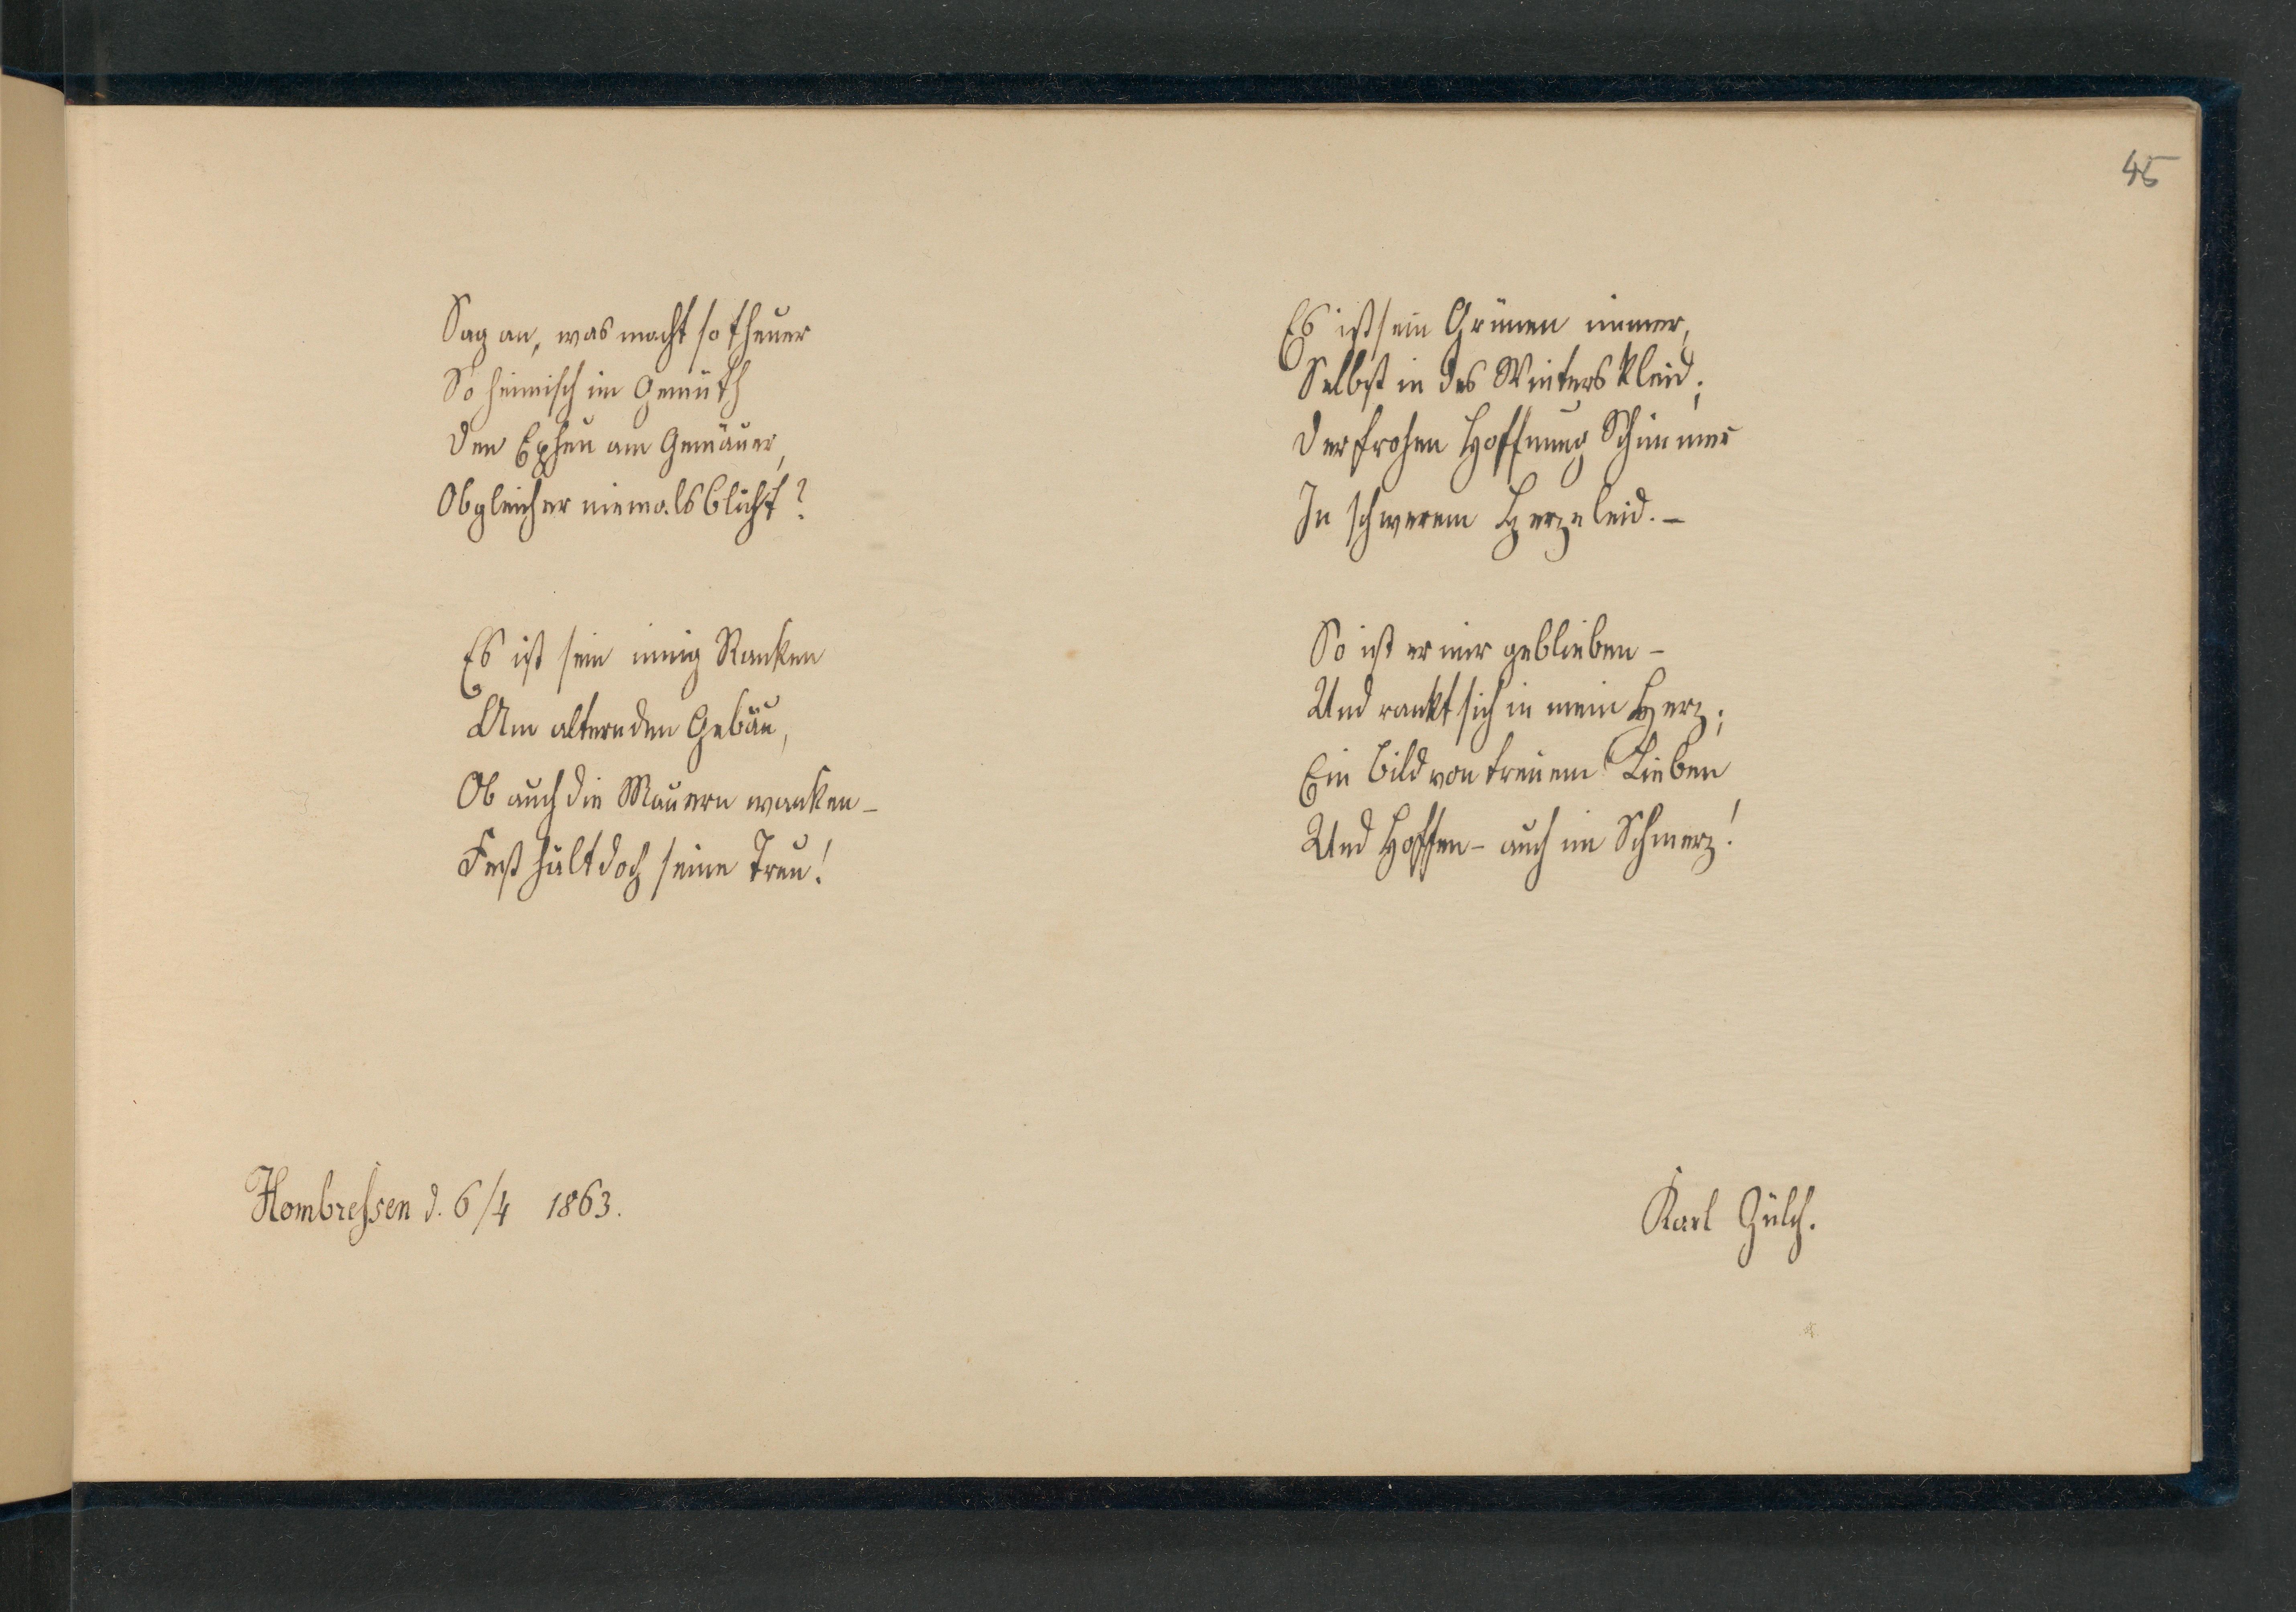 45
Sag an, was macht so theuer
So heimisch im Gemüth
Den Epheu am Gemäuer,
Obgleich er niemals blüht?
Es ist sein innig Ranken
Am alternden Gebäu,
Ob auch die Mauern wanken –
Fest hält doch seine Treu!
Es ist sein Grünen immer,
Selbst in des Winters Kleid;
Der frohen Hoffnung Schimmer
In schwerem Herzeleid. –
So ist er mir geblieben –
Und rankt sich in mein Herz;
Ein Bild von treuem Lieben
Und Hoffen – auch im Schmerz!
Hombreſsen d. 6/4 1863.
Karl Zülch.